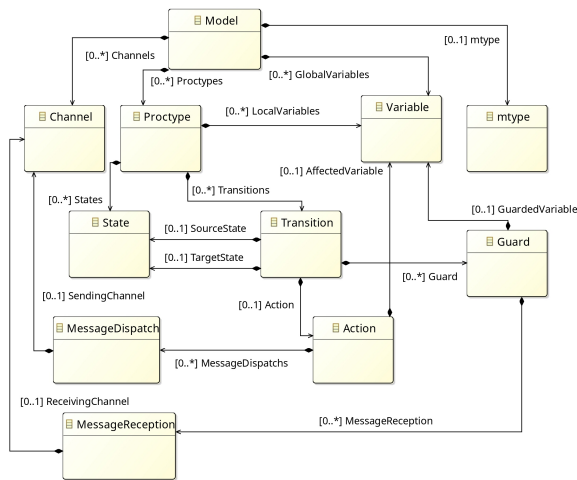 Model
[0..1] mtype
[0..*] Channels
[0..*] GlobalVariables
[0..*] Proctypes
Channel
Proctype
[0..*] LocalVariables
Variable
mtype
[0..1] AffectedVariable
[0..*] Transitions
[0..*] States
[0..1] GuardedVariable
State
[0..1] SourceState
Transition
Guard
[0..1] TargetState
[0..*] Guard
[0..1] SendingChannel
[0..1] Action
MessageDispatch
Action
[0..*] MessageDispatchs
[0..1] ReceivingChannel
MessageReception
[0..*] MessageReception